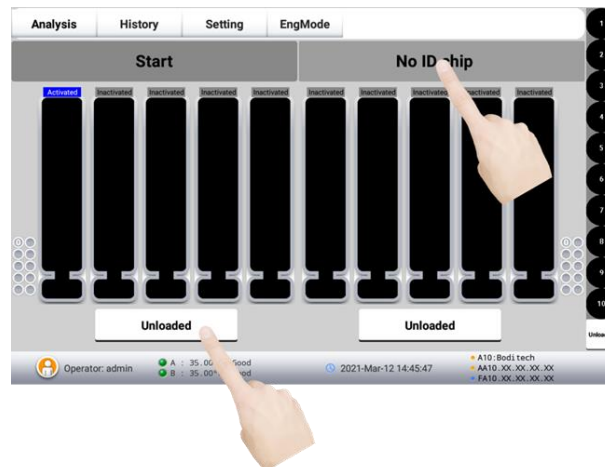 Analysis History Setting EngMode
Start
Activated Inactivated Inactivated Inactivated Inactivated Inactivated Inactivated Inactivated Inactivated Inactivated
Unloaded Unloaded
Operator: admin
A : 35.00
B : 35.00
2021-Mar-12 14:45:47
A10:Boditech
AA10.XX.XX.XX.XX
FA10.XX.XX.XX.XX
No ID chip
1
2
3
4
5
6
7
8
9
10